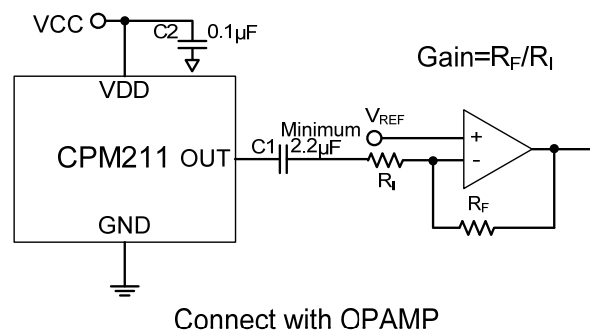 VCC
C2
0.1µF
Gain=RF/RI
VDD
VREF
Minimum
CPM211
OUT
C1
2.2µF
+
-
RI
GND
RF
Connect with OPAMP